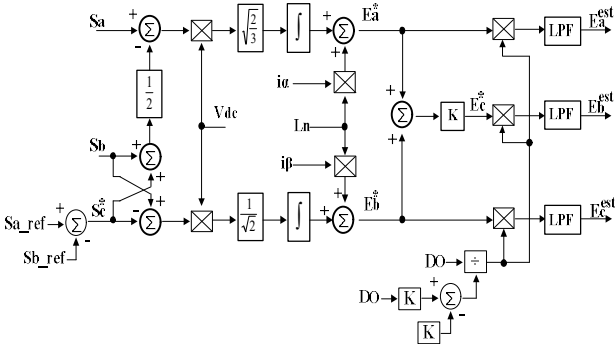 Sa + Σ - √2/3 ∫ + Σ + Ea* LPF Ea^est
1/2
iα
Vdc
Ln
+ Σ + K Ec* LPF Eb^est
Sb Σ + +
iβ
Sa_ref + Σ - Sc* - Σ + 1/√2 ∫ + Σ + Eb* LPF Ec^est
Sb_ref
DO ÷
DO K + Σ -
K